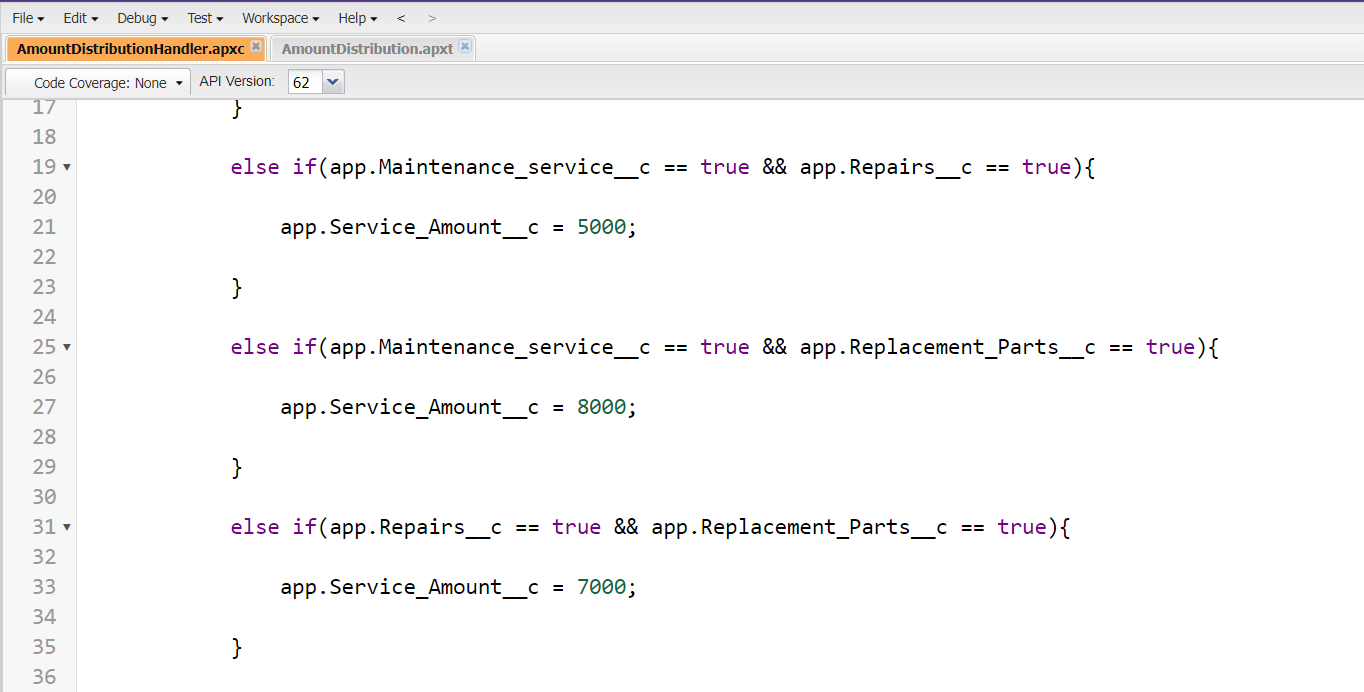 File Edit Debug Test Workspace Help < >
AmountDistributionHandler.apxc AmountDistribution.apxt
Code Coverage: None API Version: 62
17 }
18
19 else if(app.Maintenance_service__c == true && app.Repairs__c == true){
20
21 app.Service_Amount__c = 5000;
22
23 }
24
25 else if(app.Maintenance_service__c == true && app.Replacement_Parts__c == true){
26
27 app.Service_Amount__c = 8000;
28
29 }
30
31 else if(app.Repairs__c == true && app.Replacement_Parts__c == true){
32
33 app.Service_Amount__c = 7000;
34
35 }
36